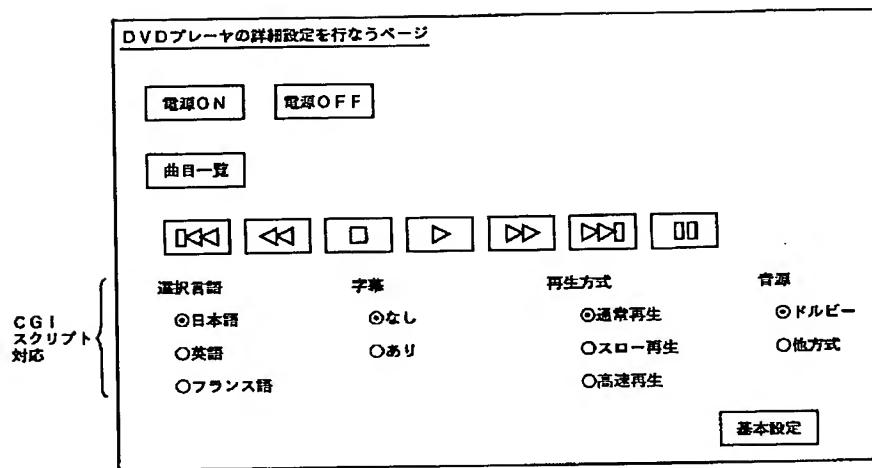 DVDプレーヤの詳細設定を行なうページ
電源ON 電源OFF
曲目一覧
選択言語 字幕 再生方式 音源
◎日本語 ◎なし ◎通常再生 ◎ドルビー
○英語 ○あり ○スロー再生 ○他方式
○フランス語 ○高速再生
CGI
スクリプト
対応
基本設定